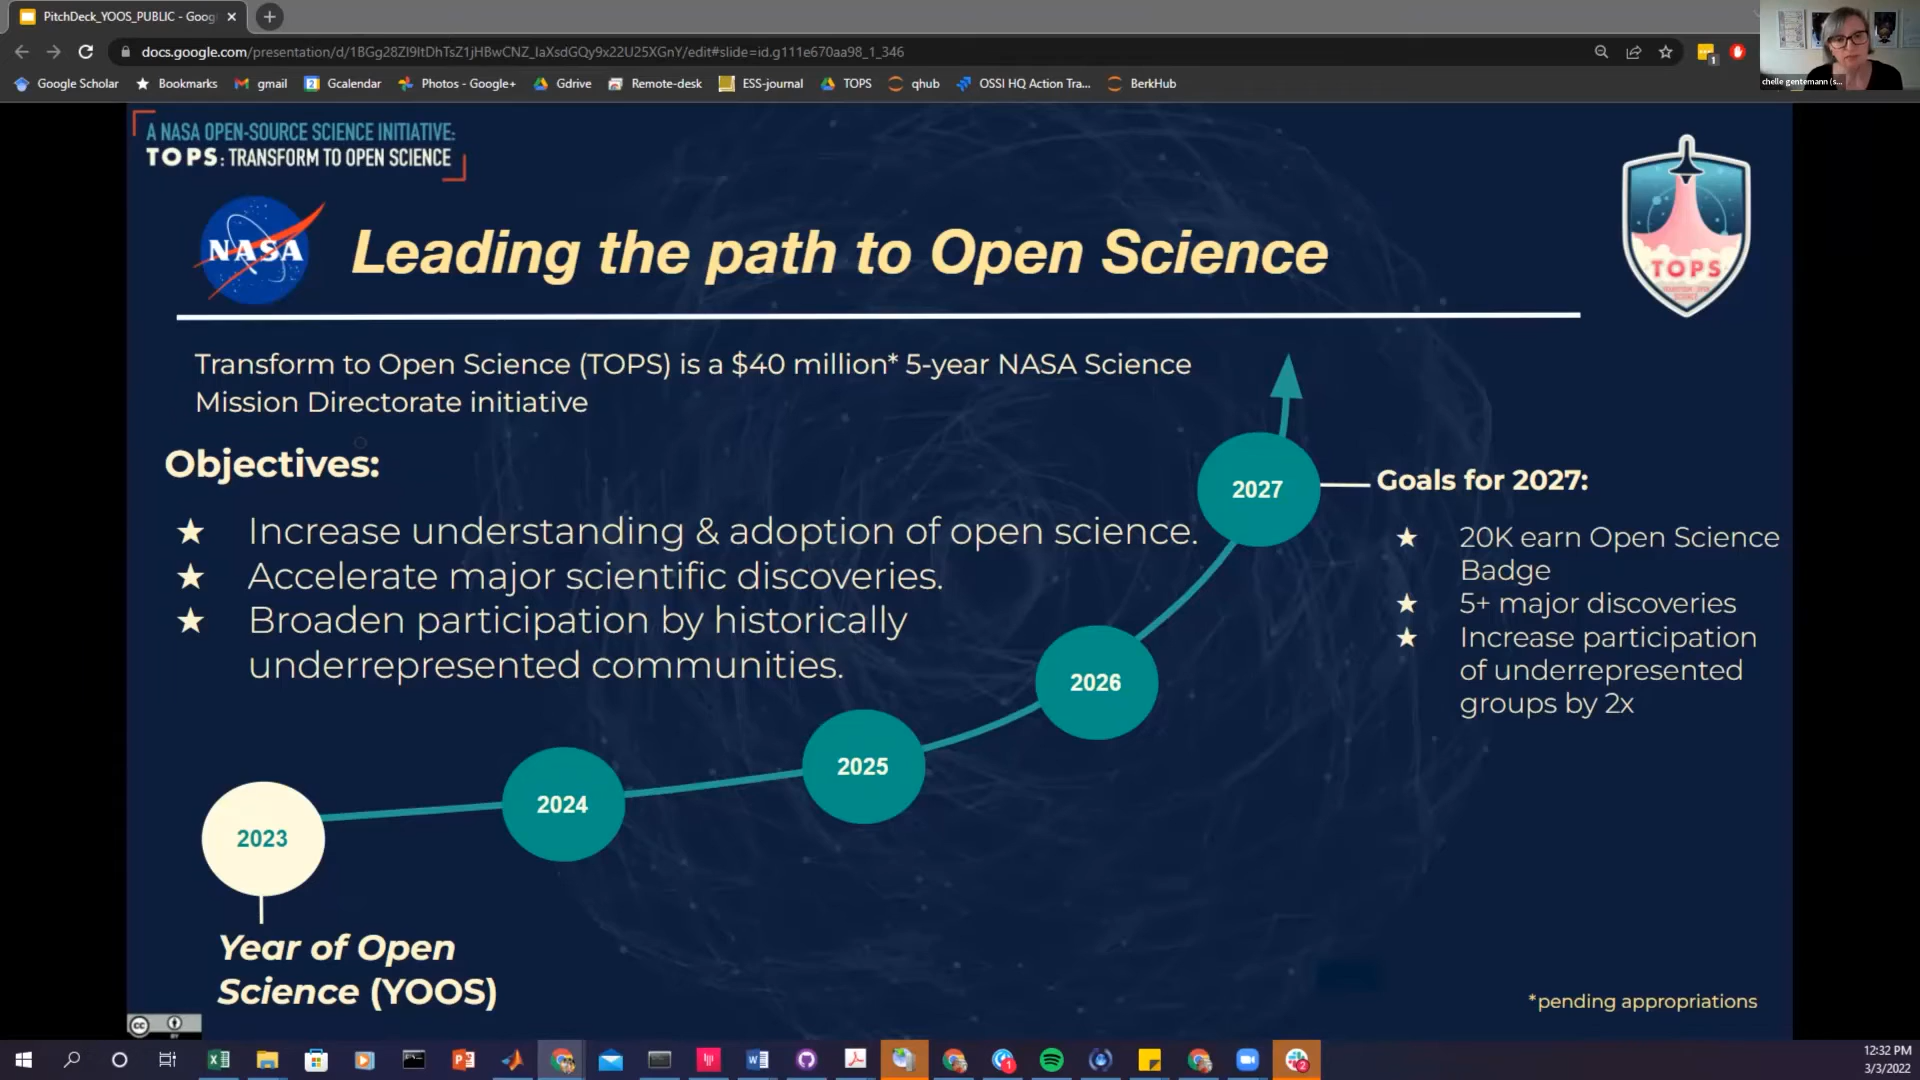 PitchDeck_YOOS_PUBLIC - Goog
docs.google.com/presentation/d/1BGg28ZI9ItDhTsZ1jHBwCNZ_IaXsdGQy9x22U25XGnY/edit#slide=id.g111e670aa98_1_346
Google Scholar Bookmarks gmail Gcalendar Photos - Google+ Gdrive Remote-desk ESS-journal TOPS qhub OSSI HQ Action Tra... BerkHub
chelle gentemann (s...
A NASA OPEN-SOURCE SCIENCE INITIATIVE:
TOPS: TRANSFORM TO OPEN SCIENCE
NASA
Leading the path to Open Science
TOPS
Transform to Open Science (TOPS) is a $40 million* 5-year NASA Science
Mission Directorate initiative
Objectives:
★ Increase understanding & adoption of open science.
★ Accelerate major scientific discoveries.
★ Broaden participation by historically
underrepresented communities.
2023
2024
2025
2026
2027
Goals for 2027:
★ 20K earn Open Science
Badge
★ 5+ major discoveries
★ Increase participation
of underrepresented
groups by 2x
Year of Open
Science (YOOS)
*pending appropriations
cc
BY
12:32 PM
3/3/2022